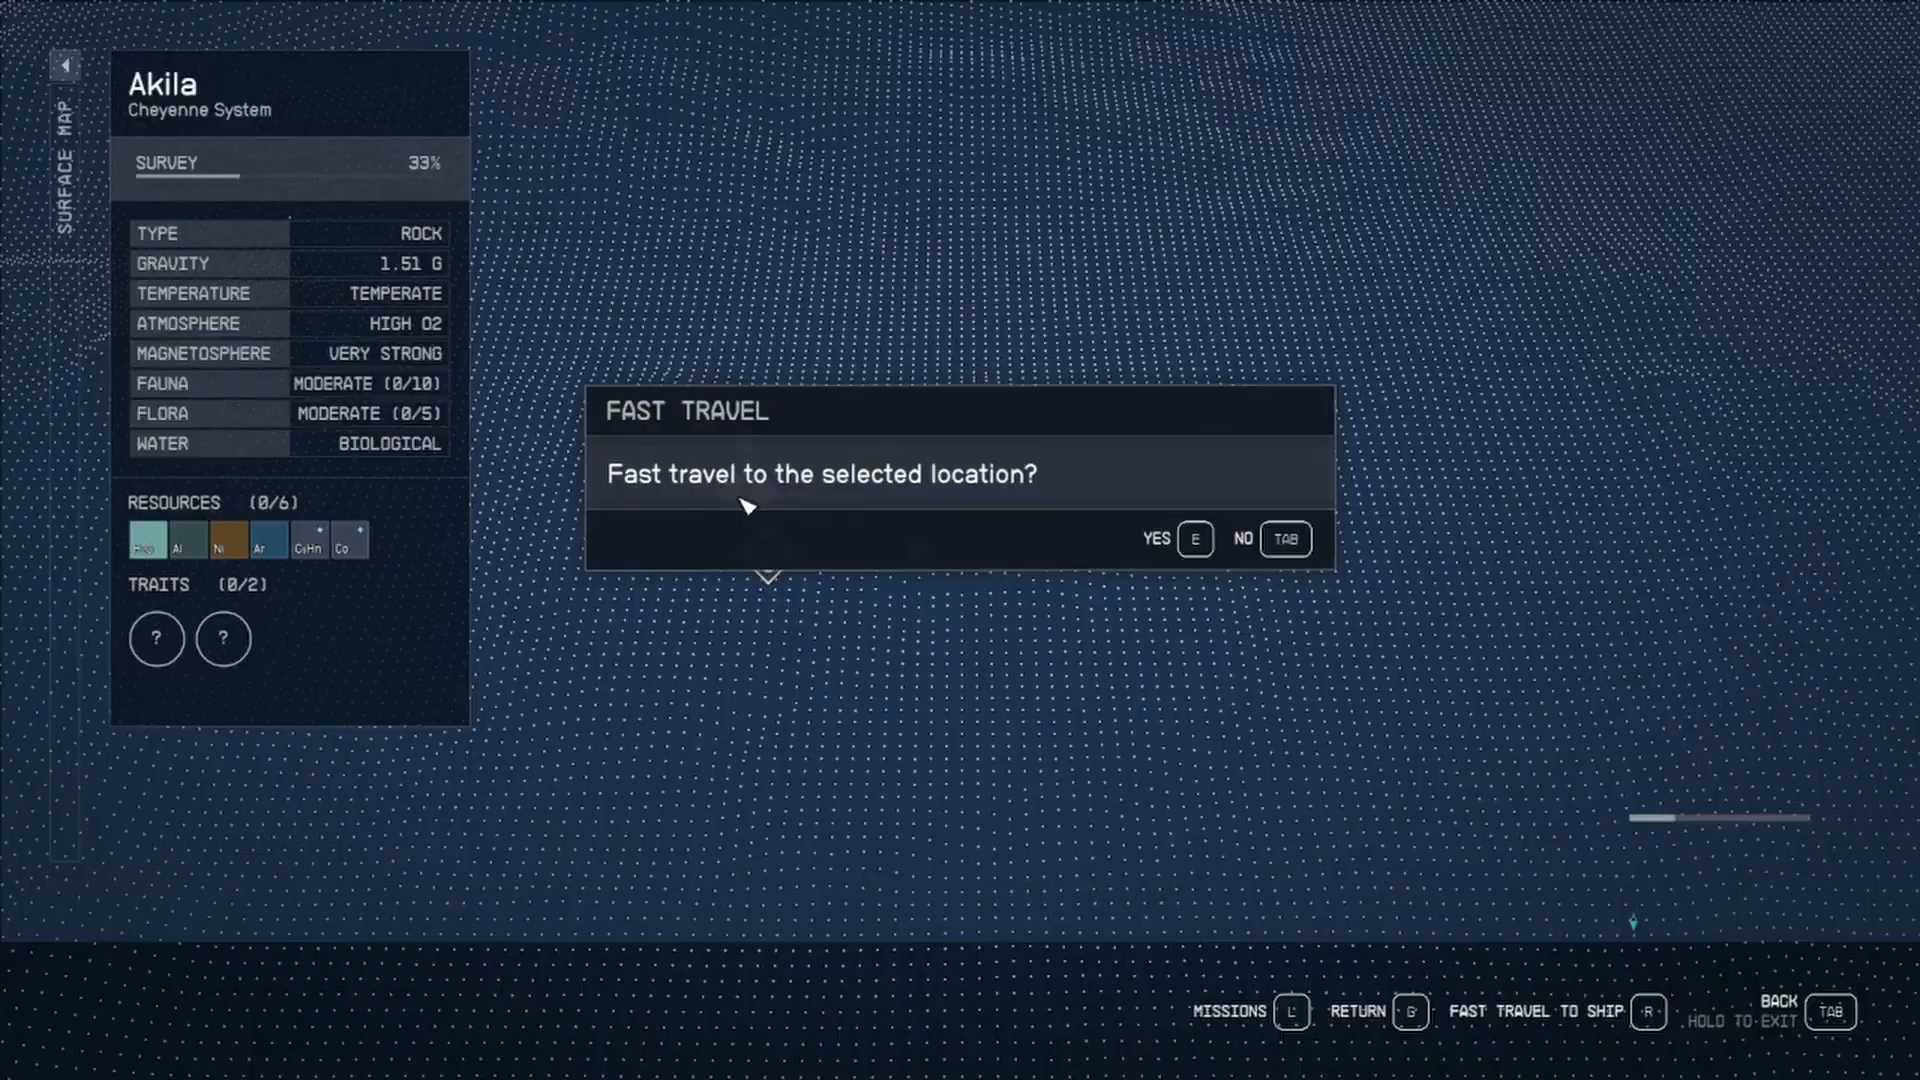 Akila
Cheyenne System
SURFACE MAP
SURVEY 33%
TYPE ROCK
GRAVITY 1.51 G
TEMPERATURE TEMPERATE
ATMOSPHERE HIGH O2
MAGNETOSPHERE VERY STRONG
FAUNA MODERATE (0/10)
FLORA MODERATE (0/5)
WATER BIOLOGICAL
RESOURCES (0/6)
Al Ni Ar CₓHn Co
TRAITS (0/2)
? ?
FAST TRAVEL
Fast travel to the selected location?
YES E NO TAB
MISSIONS L RETURN G FAST TRAVEL TO SHIP R BACK TAB
HOLD TO EXIT